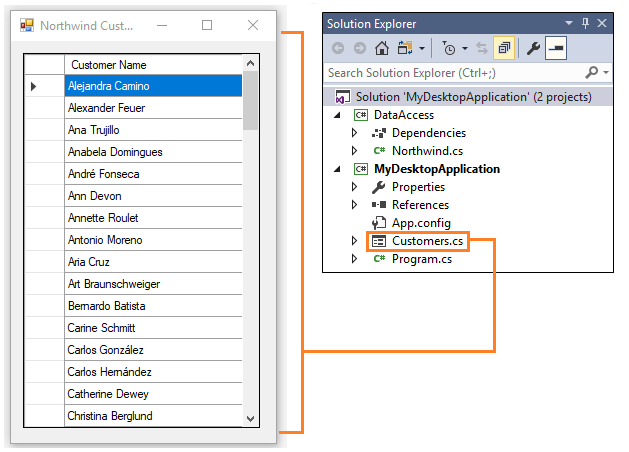 Northwind Cust...
Customer Name
Alejandra Camino
Alexander Feuer
Ana Trujillo
Anabela Domingues
André Fonseca
Ann Devon
Annette Roulet
Antonio Moreno
Aria Cruz
Art Braunschweiger
Bernardo Batista
Carine Schmitt
Carlos González
Carlos Hernández
Catherine Dewey
Christina Berglund
Solution Explorer
Search Solution Explorer (Ctrl+;)
Solution 'MyDesktopApplication' (2 projects)
C# DataAccess
Dependencies
C# Northwind.cs
C# MyDesktopApplication
Properties
References
App.config
Customers.cs
C# Program.cs